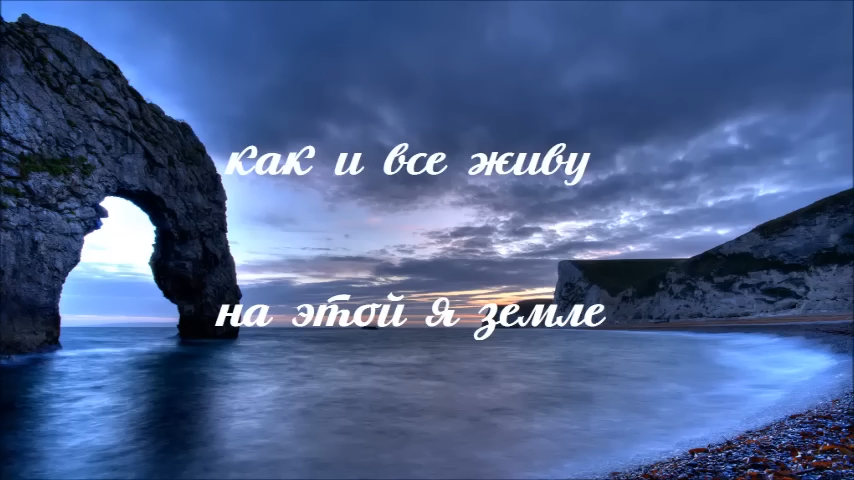 как и все живу
на этой я земле